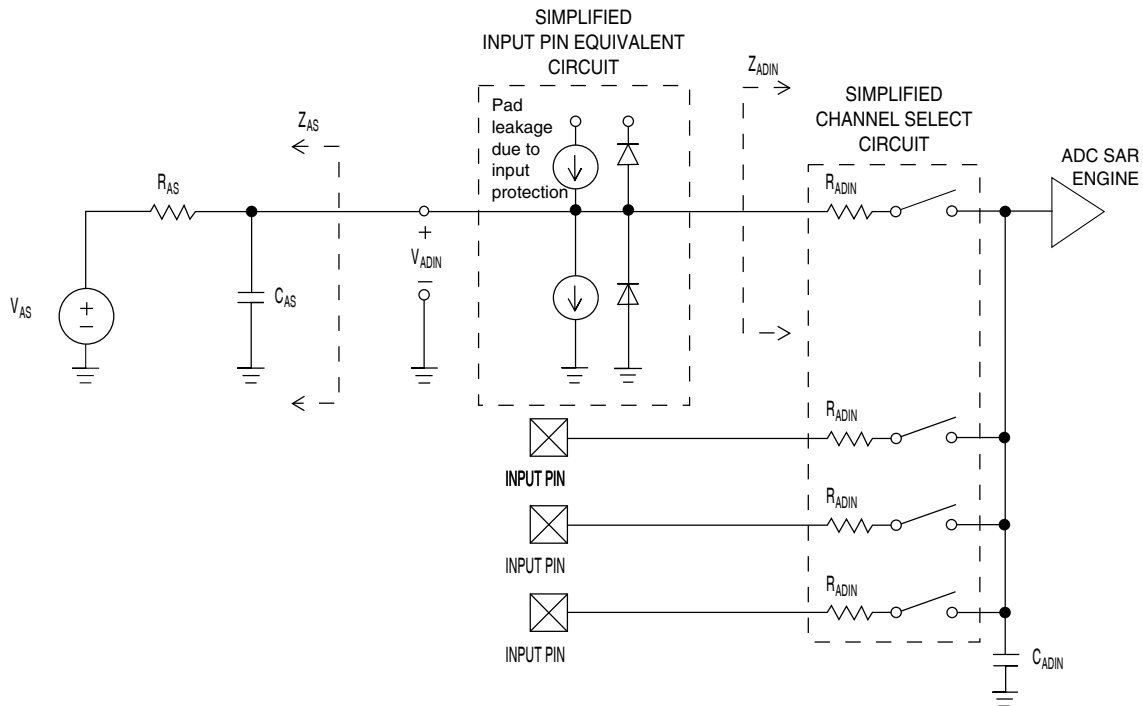 SIMPLIFIED
INPUT PIN EQUIVALENT
CIRCUIT
Pad
leakage
due to
input
protection
Z_ADIN
SIMPLIFIED
CHANNEL SELECT
CIRCUIT
ADC SAR
ENGINE
Z_AS
R_AS
R_ADIN
+
V_ADIN
–
C_AS
V_AS
+
–
R_ADIN
INPUT PIN
R_ADIN
INPUT PIN
R_ADIN
INPUT PIN
C_ADIN